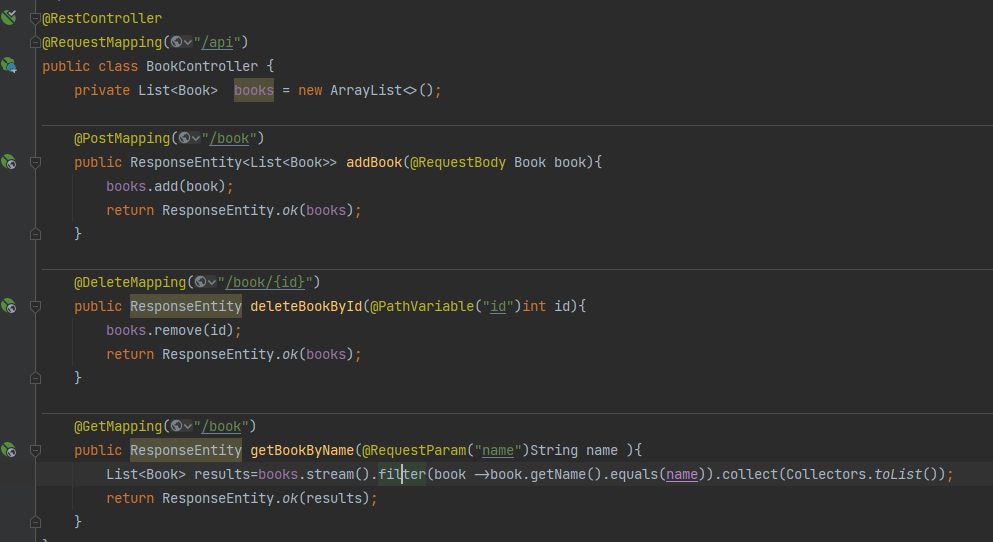 @RestController
@RequestMapping("/api")
public class BookController {
    private List<Book>  books = new ArrayList<>();
    @PostMapping("/book")
    public ResponseEntity<List<Book>> addBook(@RequestBody Book book){
        books.add(book);
        return ResponseEntity.ok(books);
    }
    @DeleteMapping("/book/{id}")
    public ResponseEntity deleteBookById(@PathVariable("id")int id){
        books.remove(id);
        return ResponseEntity.ok(books);
    }
    @GetMapping("/book")
    public ResponseEntity getBookByName(@RequestParam("name")String name ){
        List<Book> results=books.stream().filter(book ->book.getName().equals(name)).collect(Collectors.toList());
        return ResponseEntity.ok(results);
    }